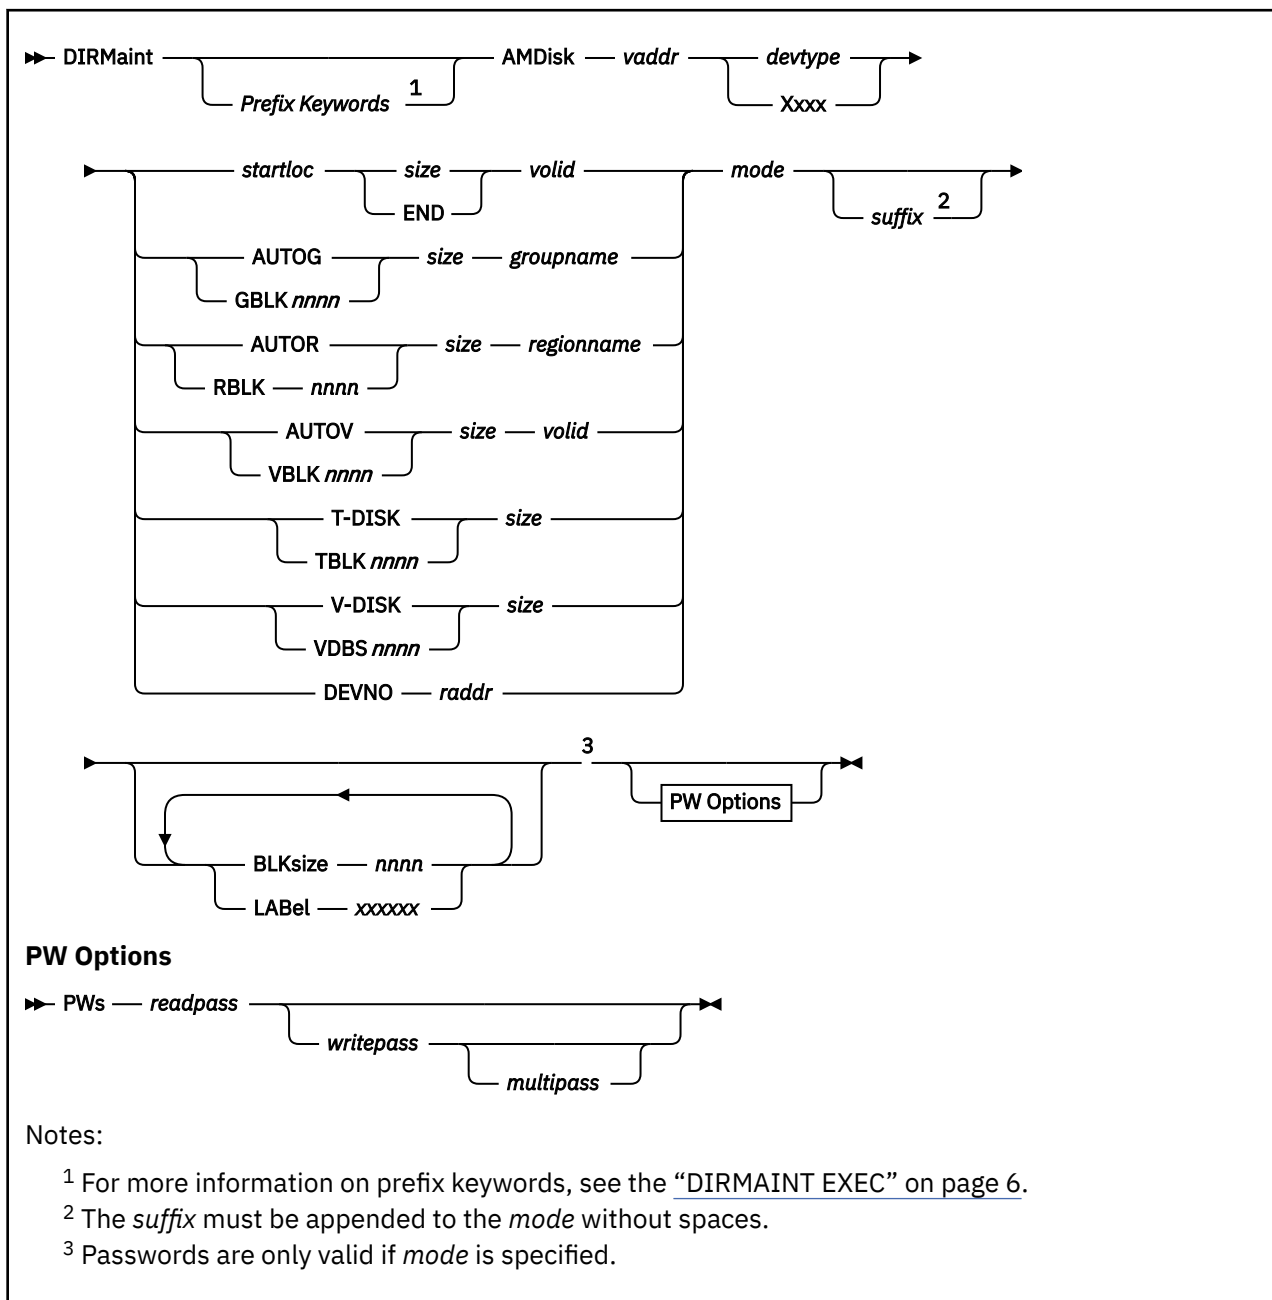 DIRMaint AMDisk vaddr devtype
Prefix Keywords 1 Xxxx
startloc size volid mode
END suffix 2
AUTOG size groupname
GBLK nnnn
AUTOR size regionname
RBLK nnnn
AUTOV size volid
VBLK nnnn
T-DISK size
TBLK nnnn
V-DISK size
VDBS nnnn
DEVNO raddr
3
PW Options
BLKsize nnnn
LABel xxxxxx
PW Options
PWs readpass
writepass
multipass
Notes:
1 For more information on prefix keywords, see the “DIRMAINT EXEC” on page 6.
2 The suffix must be appended to the mode without spaces.
3 Passwords are only valid if mode is specified.